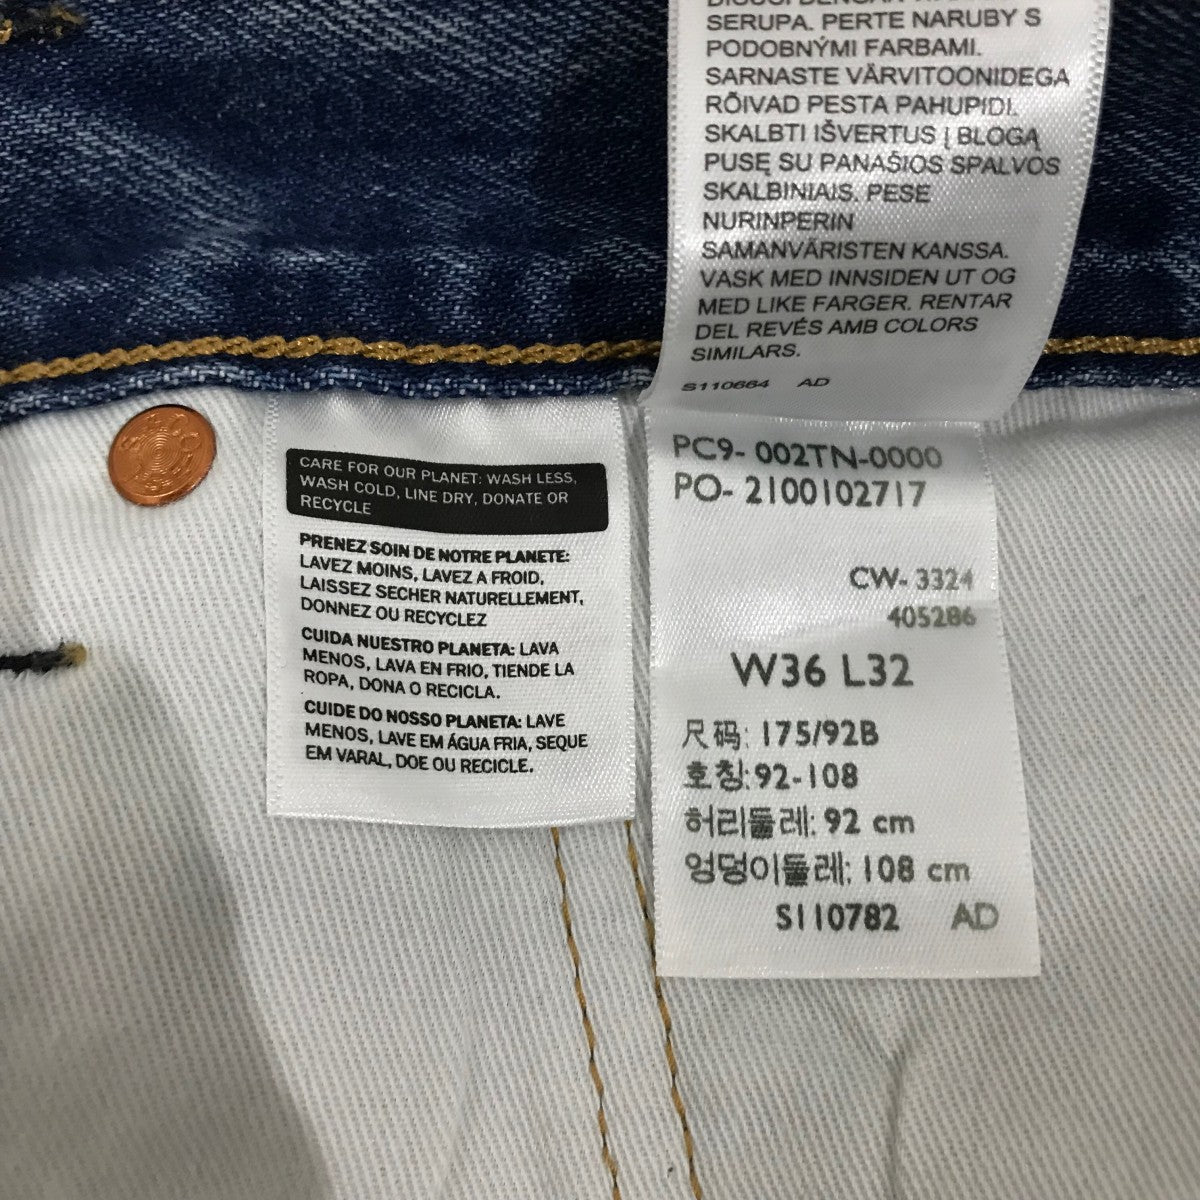 SERUPA. PERTE NARUBY S
PODOBNÝMI FARBAMI.
SARNASTE VÄRVITOONIDEGA
RÕIVAD PESTA PAHUPIDI.
SKALBTI IŠVERTUS Į BLOGĄ
PUSĘ SU PANAŠIOS SPALVOS
SKALBINIAIS. PESE
NURINPERIN
SAMANVÄRISTEN KANSSA.
VASK MED INNSIDEN UT OG
MED LIKE FARGER. RENTAR
DEL REVÉS AMB COLORS
SIMILARS.
S110664 AD
CARE FOR OUR PLANET: WASH LESS,
WASH COLD, LINE DRY, DONATE OR
RECYCLE
PRENEZ SOIN DE NOTRE PLANETE:
LAVEZ MOINS, LAVEZ A FROID,
LAISSEZ SECHER NATURELLEMENT,
DONNEZ OU RECYCLEZ
CUIDA NUESTRO PLANETA: LAVA
MENOS, LAVA EN FRIO, TIENDE LA
ROPA, DONA O RECICLA.
CUIDE DO NOSSO PLANETA: LAVE
MENOS, LAVE EM ÁGUA FRIA, SEQUE
EM VARAL, DOE OU RECICLE.
PC9- 002TN-0000
PO- 2100102717
CW- 3324
405286
W36 L32
尺码: 175/92B
호칭:92-108
허리둘레: 92 cm
엉덩이둘레: 108 cm
S110782 AD